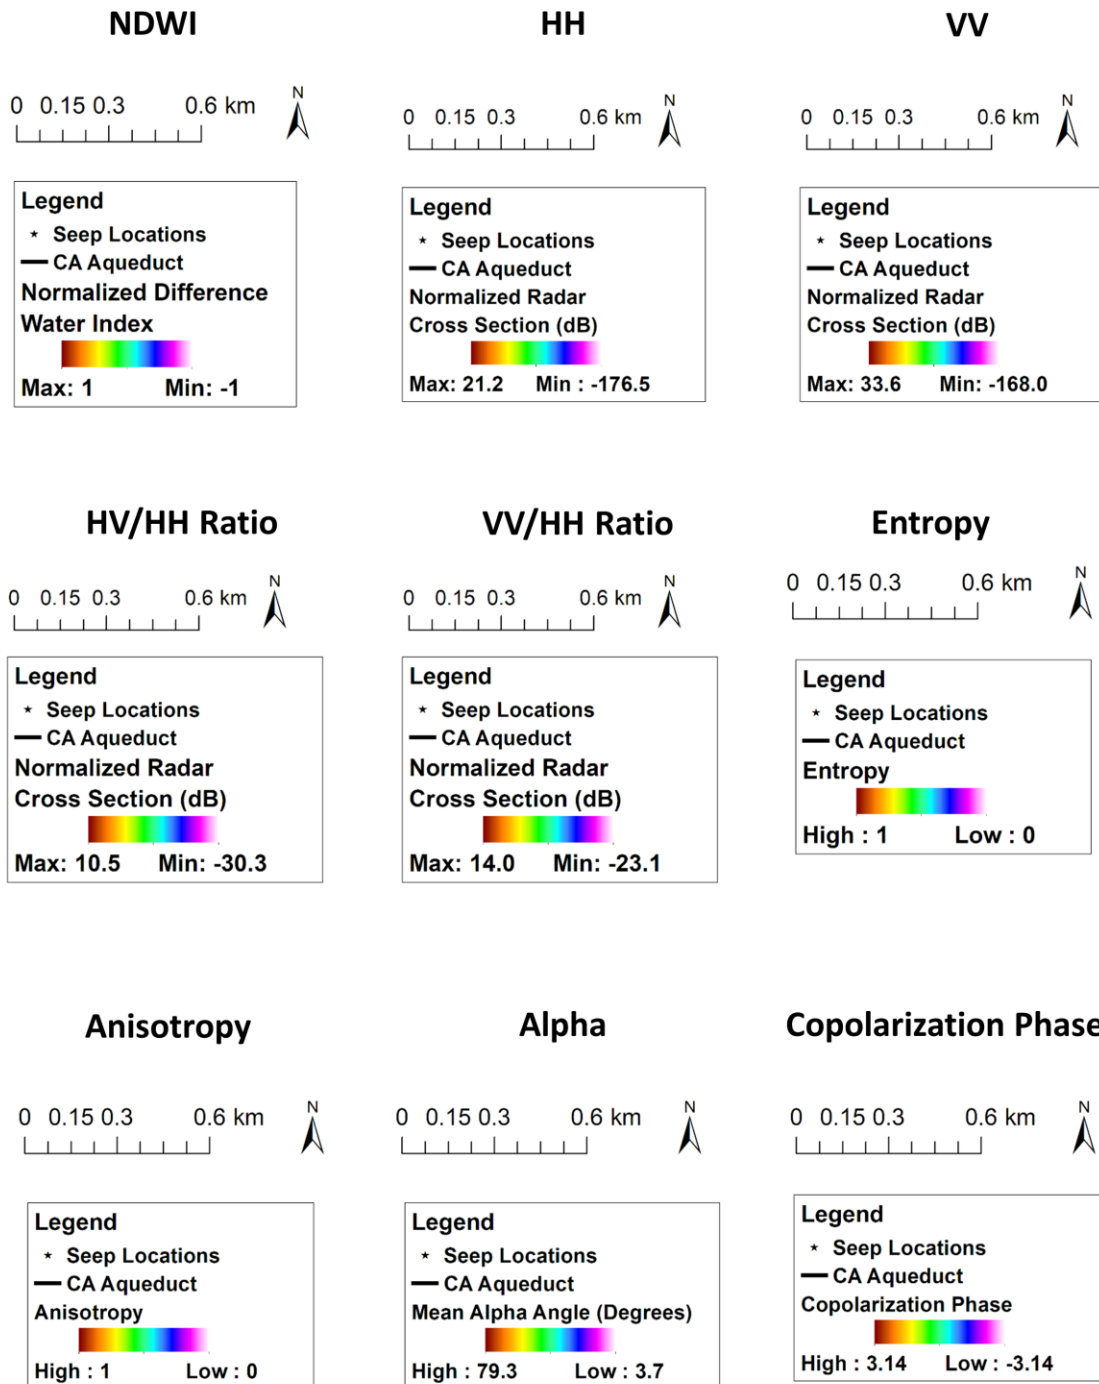 NDWI
0 0.15 0.3 0.6 km
N
Legend
Seep Locations
CA Aqueduct
Normalized Difference
Water Index
Max: 1 Min: -1
HH
0 0.15 0.3 0.6 km
N
Legend
Seep Locations
CA Aqueduct
Normalized Radar
Cross Section (dB)
Max: 21.2 Min : -176.5
VV
0 0.15 0.3 0.6 km
N
Legend
Seep Locations
CA Aqueduct
Normalized Radar
Cross Section (dB)
Max: 33.6 Min: -168.0
HV/HH Ratio
0 0.15 0.3 0.6 km
N
Legend
Seep Locations
CA Aqueduct
Normalized Radar
Cross Section (dB)
Max: 10.5 Min: -30.3
VV/HH Ratio
0 0.15 0.3 0.6 km
N
Legend
Seep Locations
CA Aqueduct
Normalized Radar
Cross Section (dB)
Max: 14.0 Min: -23.1
Entropy
0 0.15 0.3 0.6 km
N
Legend
Seep Locations
CA Aqueduct
Entropy
High : 1 Low : 0
Anisotropy
0 0.15 0.3 0.6 km
N
Legend
Seep Locations
CA Aqueduct
Anisotropy
High : 1 Low : 0
Alpha
0 0.15 0.3 0.6 km
N
Legend
Seep Locations
CA Aqueduct
Mean Alpha Angle (Degrees)
High : 79.3 Low : 3.7
Copolarization Phase
0 0.15 0.3 0.6 km
N
Legend
Seep Locations
CA Aqueduct
Copolarization Phase
High : 3.14 Low : -3.14